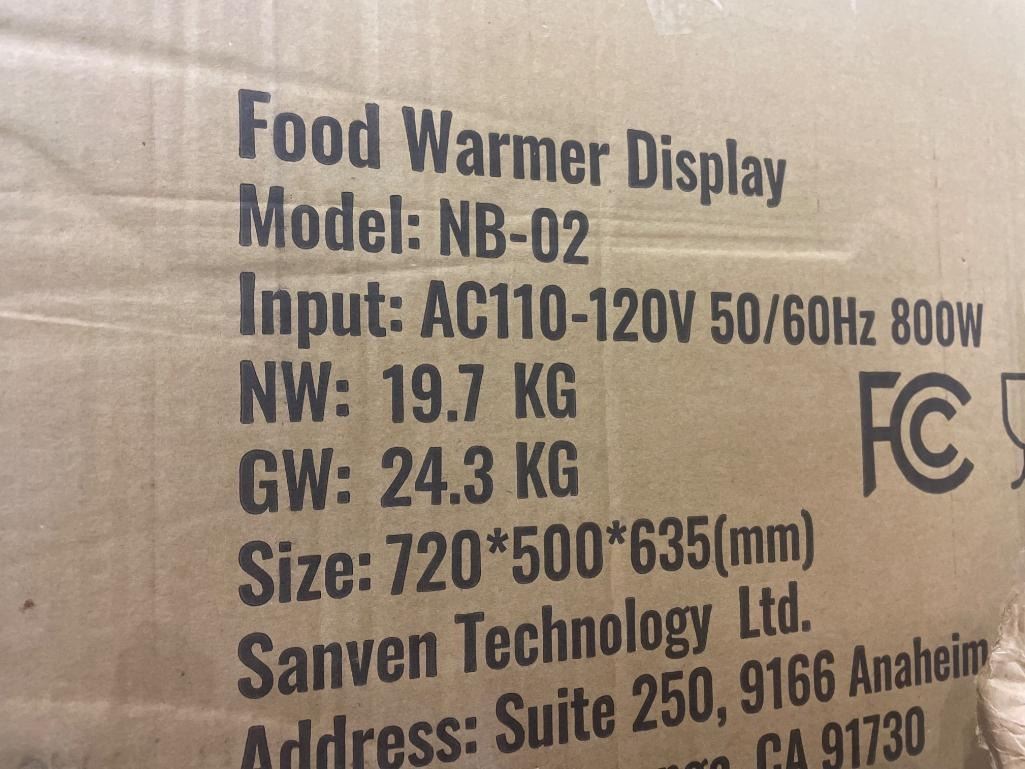 Food Warmer Display
Model: NB-02
Input: AC110-120V 50/60Hz 800W
NW: 19.7 KG
FC
GW: 24.3 KG
Size: 720*500*635(mm)
Sanven Technology Ltd.
Address: Suite 250, 9166 Anaheim
CA 91730